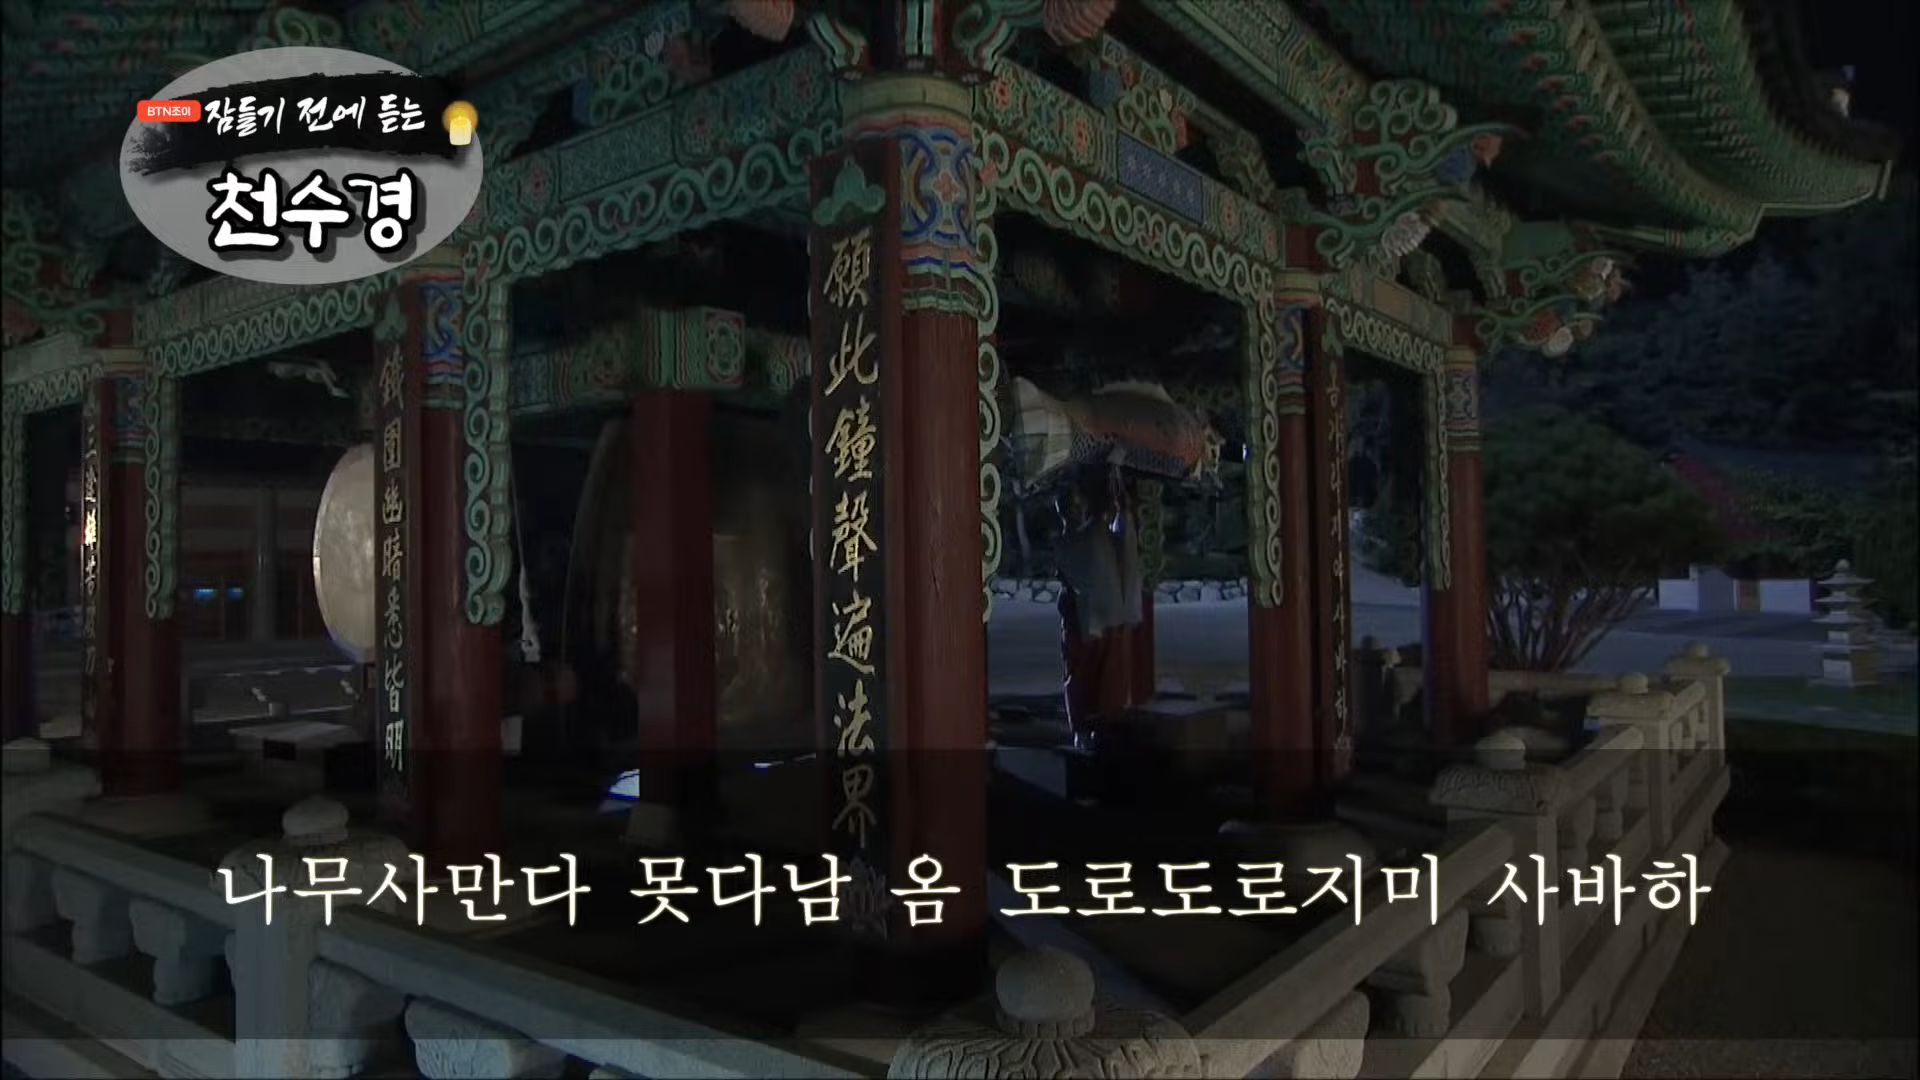 BTN조이 잠들기 전에 듣는
천수경
願此鐘聲遍法界
鐵圍幽暗悉皆明
나무사만다 못다남 옴 도로도로지미 사바하